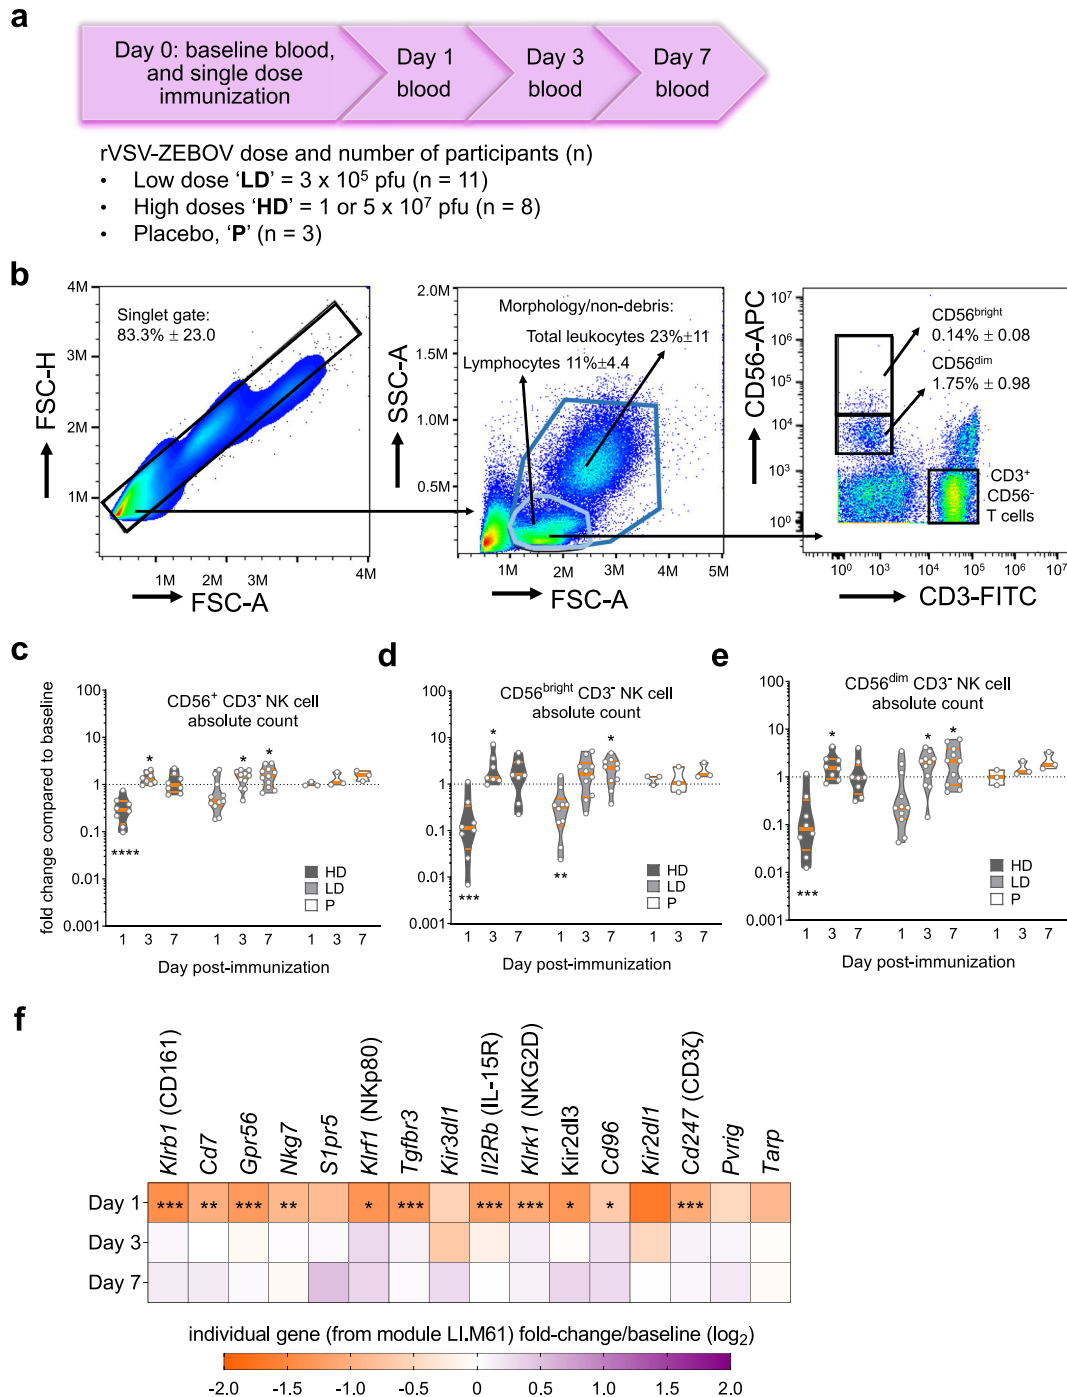 a
Day 0: baseline blood,
and single dose
immunization
Day 1
blood
Day 3
blood
Day 7
blood
rVSV-ZEBOV dose and number of participants (n)
• Low dose ‘LD’ = 3 x 10⁵ pfu (n = 11)
• High doses ‘HD’ = 1 or 5 x 10⁷ pfu (n = 8)
• Placebo, ‘P’ (n = 3)
b
4M
3M
2M
1M
FSC-H
Singlet gate:
83.3% ± 23.0
1M 2M 3M 4M
FSC-A
2.0M
1.5M
1.0M
0.5M
0
SSC-A
Morphology/non-debris:
Total leukocytes 23%±11
Lymphocytes 11%±4.4
1M 2M 3M 4M 5M
FSC-A
10⁷
10⁶
10⁵
10⁴
10³
10⁰
CD56-APC
CD56ᵇʳⁱᵍʰᵗ
0.14% ± 0.08
CD56ᵈⁱᵐ
1.75% ± 0.98
CD3⁺
CD56⁻
T cells
10⁰ 10³ 10⁴ 10⁵ 10⁶ 10⁷
CD3-FITC
c
fold change compared to baseline
100
10
1
0.1
0.01
0.001
CD56⁺ CD3⁻ NK cell
absolute count
* * *
****
HD
LD
P
1 3 7 1 3 7 1 3 7
Day post-immunization
d
100
10
1
0.1
0.01
0.001
CD56ᵇʳⁱᵍʰᵗ CD3⁻ NK cell
absolute count
* *
*** **
HD
LD
P
1 3 7 1 3 7 1 3 7
Day post-immunization
e
100
10
1
0.1
0.01
0.001
CD56ᵈⁱᵐ CD3⁻ NK cell
absolute count
* * *
***
HD
LD
P
1 3 7 1 3 7 1 3 7
Day post-immunization
f
Klrb1 (CD161)
Cd7
Gpr56
Nkg7
S1pr5
Klrf1 (NKp80)
Tgfbr3
Kir3dl1
Il2Rb (IL-15R)
Klrk1 (NKG2D)
Kir2dl3
Cd96
Kir2dl1
Cd247 (CD3ζ)
Pvrig
Tarp
Day 1 *** ** *** ** * *** *** *** * * ***
Day 3
Day 7
individual gene (from module LI.M61) fold-change/baseline (log₂)
-2.0 -1.5 -1.0 -0.5 0 0.5 1.0 1.5 2.0